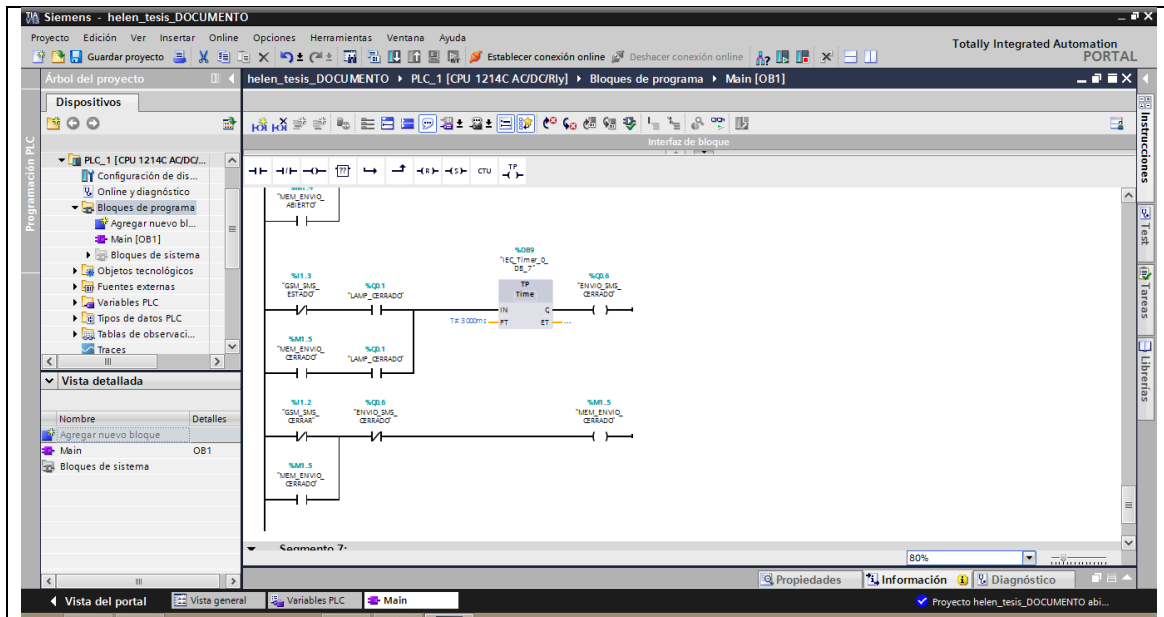 Siemens - helen_tesis_DOCUMENTO
Proyecto Edición Ver Insertar Online Opciones Herramientas Ventana Ayuda
Totally Integrated Automation
PORTAL
Guardar proyecto
Establecer conexión online
Deshacer conexión online
Árbol del proyecto
helen_tesis_DOCUMENTO PLC_1 [CPU 1214C AC/DC/Rly] Bloques de programa Main [OB1]
Dispositivos
Programación PLC
PLC_1 [CPU 1214C AC/DC/...
Configuración de dis...
Online y diagnóstico
Bloques de programa
Agregar nuevo bl...
Main [OB1]
Bloques de sistema
Objetos tecnológicos
Fuentes externas
Variables PLC
Tipos de datos PLC
Tablas de observaci...
Traces
Vista detallada
Nombre Detalles
Agregar nuevo bloque
Main OB1
Bloques de sistema
Interfaz de bloque
?? (R) (S) CTU TP
%M1.4
"MEM_ENVIO_
ABIERTO"
%DB9
"IEC_Timer_0_
DB_7"
%I1.3
"GSM_SMS_
ESTADO"
%Q0.1
"LAMP_CERRADO"
TP
Time
IN Q
T#3000ms PT ET ...
%Q0.6
"ENVIO_SMS_
CERRADO"
%M1.5
"MEM_ENVIO_
CERRADO"
%Q0.1
"LAMP_CERRADO"
%I1.2
"GSM_SMS_
CERRAR"
%Q0.6
"ENVIO_SMS_
CERRADO"
%M1.5
"MEM_ENVIO_
CERRADO"
%M1.5
"MEM_ENVIO_
CERRADO"
Segmento 7:
80%
Instrucciones
Test
Tareas
Librerías
Propiedades Información Diagnóstico
Vista del portal Vista general Variables PLC Main
Proyecto helen_tesis_DOCUMENTO abi...